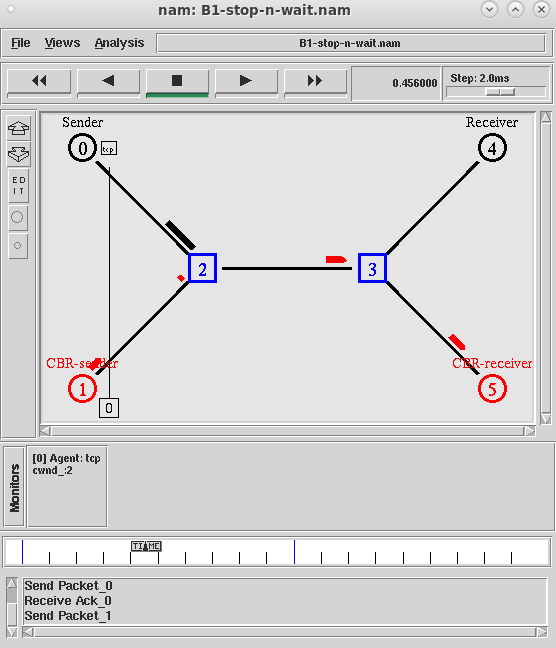 nam: B1-stop-n-wait.nam
File Views Analysis B1-stop-n-wait.nam
0.456000 Step: 2.0ms
Sender Receiver
0 tcp 4
E D
I T
2 3
CBR-sender CBR-receiver
1 5
0
Monitors
[0] Agent: tcp
cwnd_:2
TIME
Send Packet_0
Receive Ack_0
Send Packet_1